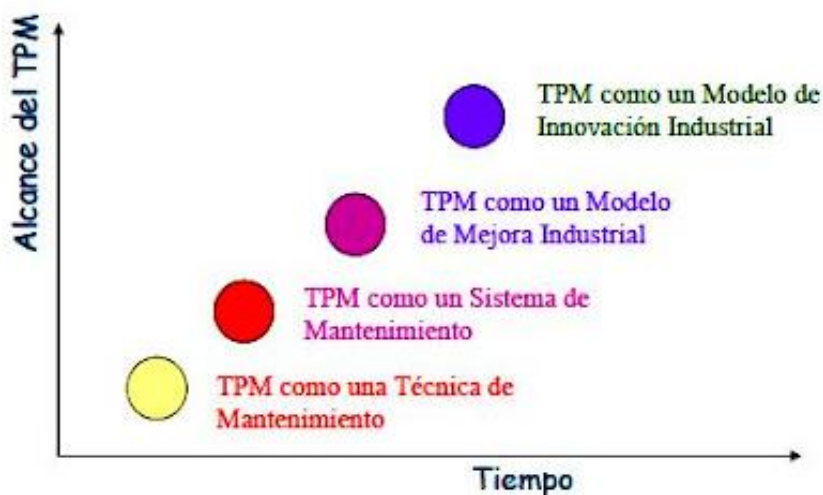 Alcance del TPM
TPM como un Modelo de
Innovación Industrial
TPM como un Modelo
de Mejora Industrial
TPM como un Sistema de
Mantenimiento
TPM como una Técnica de
Mantenimiento
Tiempo